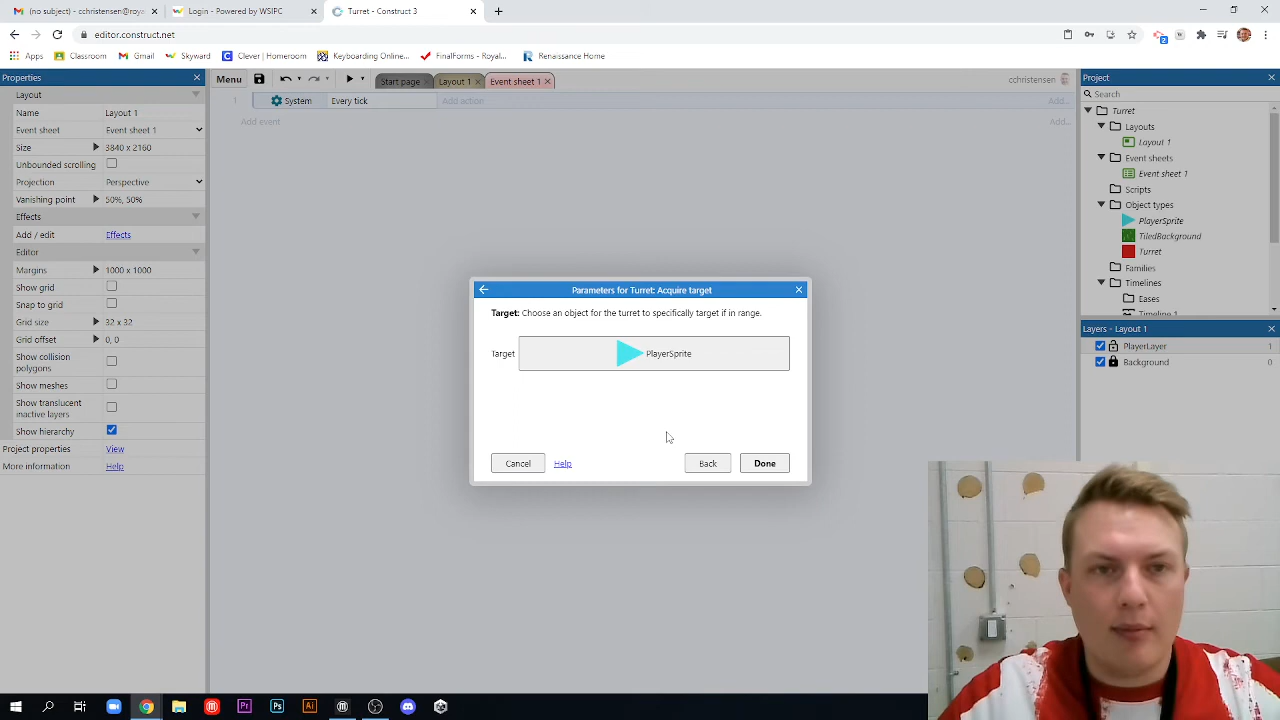 (no subject) - cchristensen@roya
Login - Powered by WSIPC
Turret - Construct 3
editor.construct.net
Apps
Classroom
Gmail
Skyward
Clever | Homeroom
Keyboarding Online...
FinalForms - Royal...
Renaissance Home
Properties
Menu
Start page
Layout 1
Event sheet 1
cchristensen
Project
Layout
Name
Layout 1
Event sheet
Event sheet 1
Size
3840 x 2160
Unbounded scrolling
Projection
Perspective
Vanishing point
50%, 50%
Effects
Add / edit
Effects
Editor
Margins
1000 x 1000
Show grid
Snap to grid
Grid size
32 x 32
Grid offset
0, 0
Show collision
polygons
Show meshes
Show translucent
inactive layers
Show hierarchy
Project properties
View
More information
Help
1
System
Every tick
Add action
Add...
Add event
Add...
Parameters for Turret: Acquire target
Target: Choose an object for the turret to specifically target if in range.
Target
PlayerSprite
Cancel
Help
Back
Done
Search
Turret
Layouts
Layout 1
Event sheets
Event sheet 1
Scripts
Object types
PlayerSprite
TiledBackground
Turret
Families
Timelines
Eases
Timeline 1
Layers - Layout 1
PlayerLayer
1
Background
0